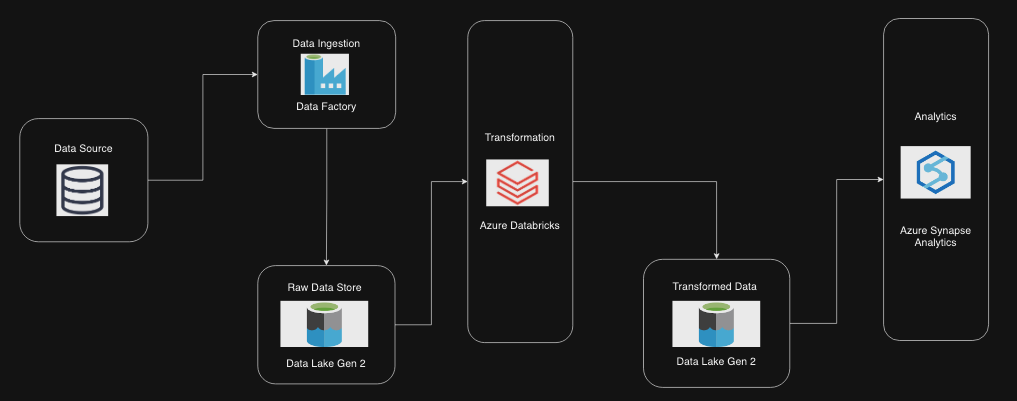 Data Source
Data Ingestion
Data Factory
Raw Data Store
Data Lake Gen 2
Transformation
Azure Databricks
Transformed Data
Data Lake Gen 2
Analytics
Azure Synapse
Analytics